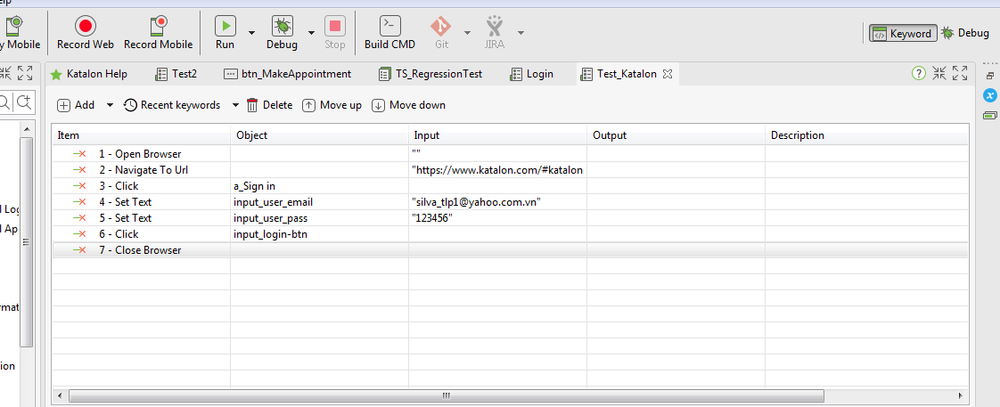 elp
y Mobile Record Web Record Mobile Run Debug Stop Build CMD Git JIRA Keyword Debug
Katalon Help Test2 btn_MakeAppointment TS_RegressionTest Login Test_Katalon
Add Recent keywords Delete Move up Move down
Item Object Input Output Description
1 - Open Browser ""
2 - Navigate To Url "https://www.katalon.com/#katalon
3 - Click a_Sign in
4 - Set Text input_user_email "silva_tlp1@yahoo.com.vn"
5 - Set Text input_user_pass "123456"
6 - Click input_login-btn
7 - Close Browser
l Log
l Ap
rmat
ion